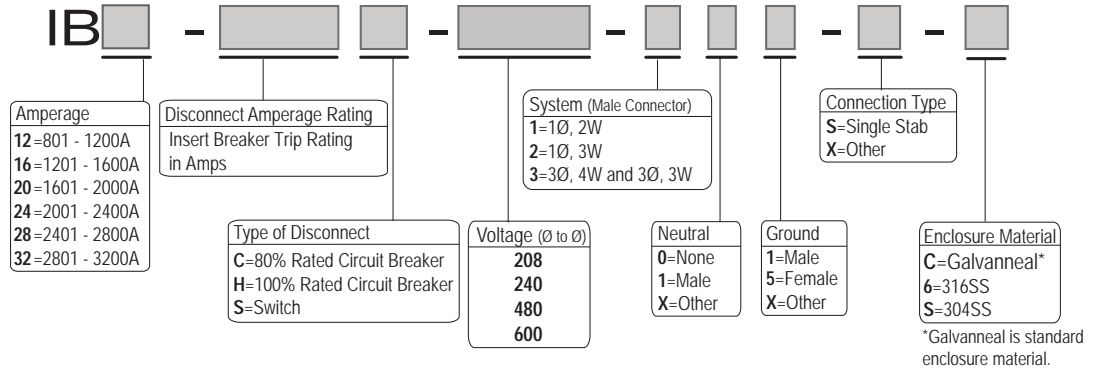 IB - - - - -
Amperage
12=801 - 1200A
16=1201 - 1600A
20=1601 - 2000A
24=2001 - 2400A
28=2401 - 2800A
32=2801 - 3200A
Disconnect Amperage Rating
Insert Breaker Trip Rating
in Amps
Type of Disconnect
C=80% Rated Circuit Breaker
H=100% Rated Circuit Breaker
S=Switch
Voltage (Ø to Ø)
208
240
480
600
System (Male Connector)
1=1Ø, 2W
2=1Ø, 3W
3=3Ø, 4W and 3Ø, 3W
Neutral
0=None
1=Male
X=Other
Ground
1=Male
5=Female
X=Other
Connection Type
S=Single Stab
X=Other
Enclosure Material
C=Galvanneal*
6=316SS
S=304SS
*Galvanneal is standard
enclosure material.